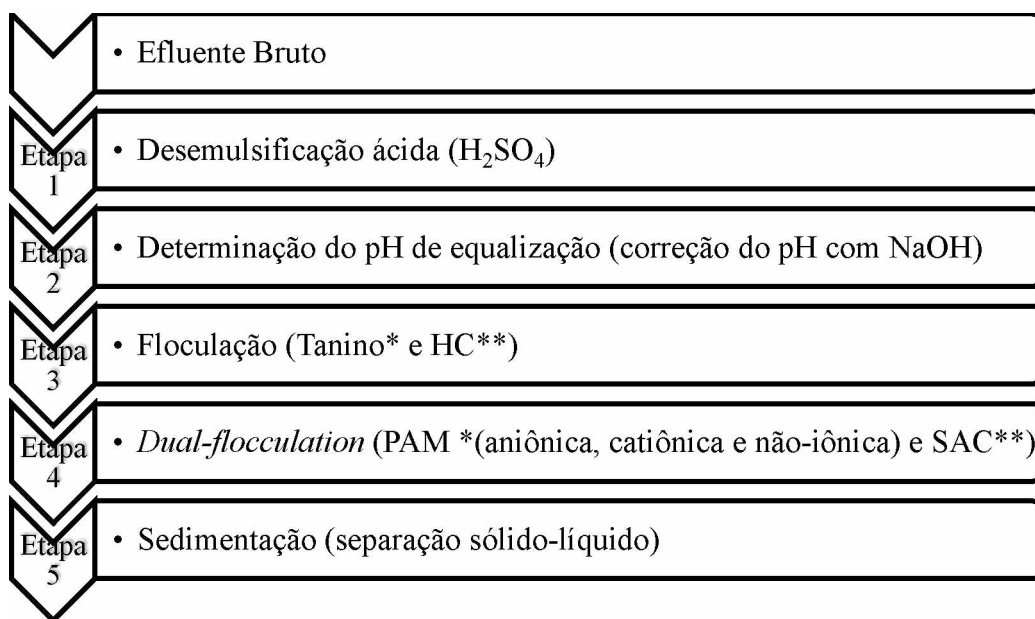 • Efluente Bruto
Etapa 1
• Desemulsificação ácida (H₂SO₄)
Etapa 2
• Determinação do pH de equalização (correção do pH com NaOH)
Etapa 3
• Floculação (Tanino* e HC**)
Etapa 4
• Dual-flocculation (PAM *(aniônica, catiônica e não-iônica) e SAC**)
Etapa 5
• Sedimentação (separação sólido-líquido)